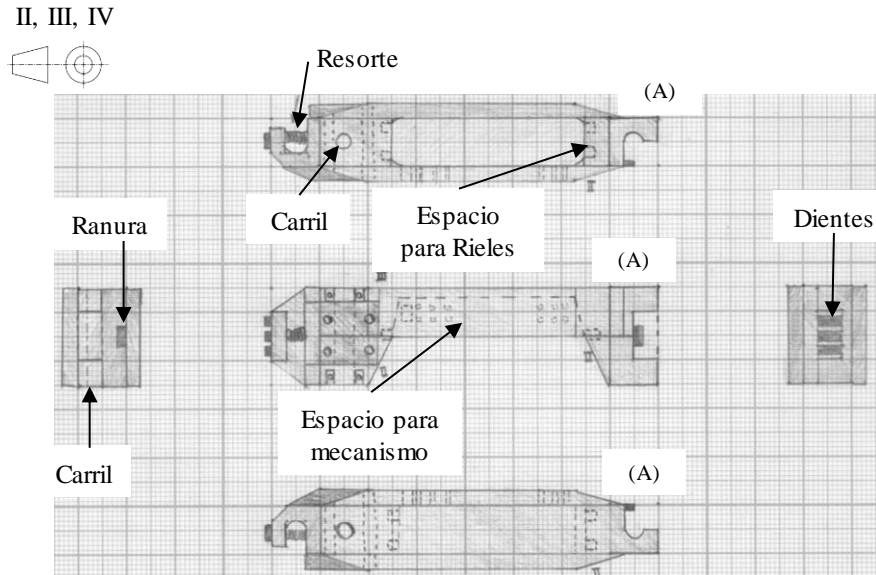 II, III, IV
Resorte
(A)
Ranura
Carril
Espacio
para Rieles
Dientes
(A)
Espacio para
mecanismo
Carril
(A)